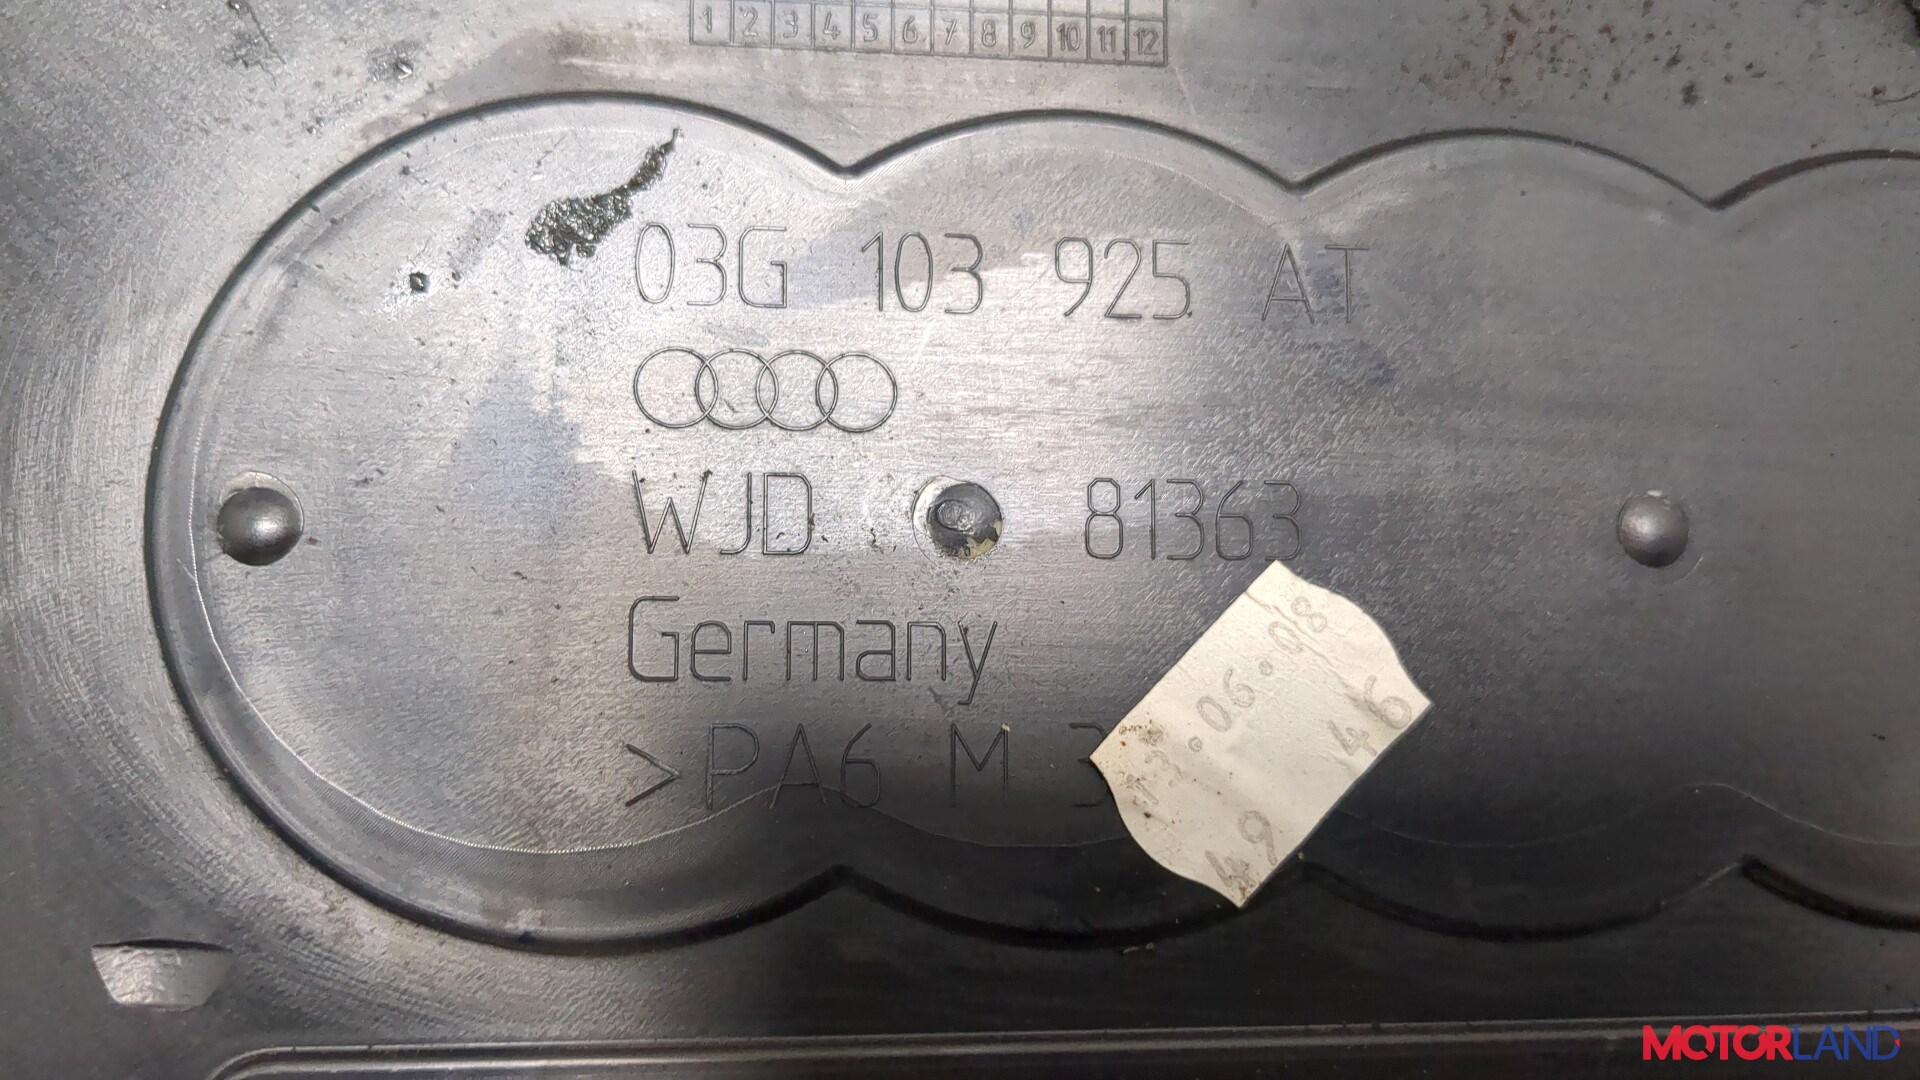 1 2 3 4 5 6 7 8 9 10 11 12
03G 103 925 AT
WJD 81363
Germany
>PA6 M 3
.06.08
49 46
MOTORLAND